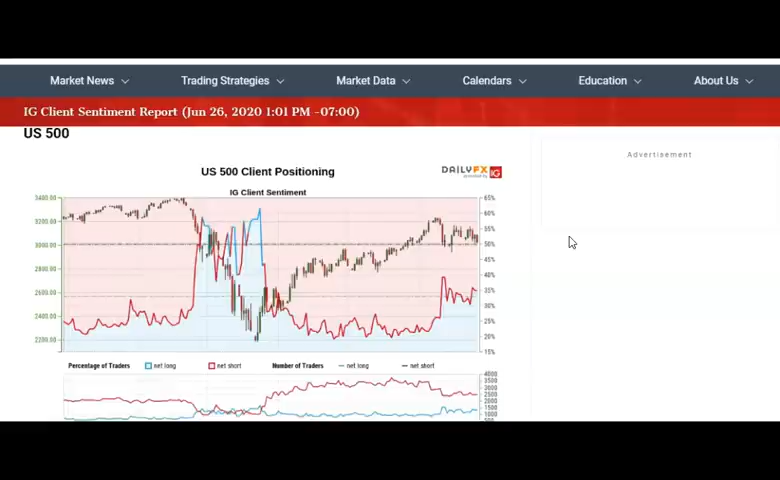 Market News Trading Strategies Market Data Calendars Education About Us
IG Client Sentiment Report (Jun 26, 2020 1:01 PM -07:00)
US 500
Advertisement
US 500 Client Positioning
DAILYFX
IG
IG Client Sentiment
3400.00 65%
60%
3200.00 55%
3000.00 50%
45%
2800.00 40%
35%
2600.00 30%
2400.00 25%
20%
2200.00 15%
Percentage of Traders net long net short Number of Traders net long net short
4000
3500
3000
2500
2000
1500
1000